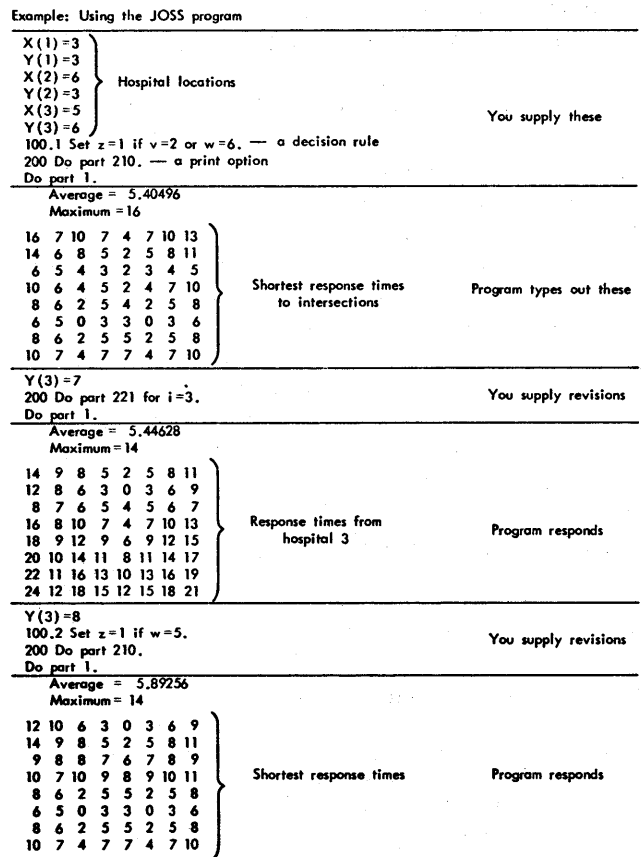 Example: Using the JOSS program
X(1)=3
Y(1)=3
X(2)=6
Y(2)=3
X(3)=5
Y(3)=6
Hospital locations
You supply these
100.1 Set z=1 if v=2 or w=6. — a decision rule
200 Do part 210. — a print option
Do part 1.
Average = 5.40496
Maximum =16
16 7 10 7 4 7 10 13
14 6 8 5 2 5 8 11
6 5 4 3 2 3 4 5
10 6 4 5 2 4 7 10
8 6 2 5 4 2 5 8
6 5 0 3 3 0 3 6
8 6 2 5 5 2 5 8
10 7 4 7 7 4 7 10
Shortest response times
to intersections
Program types out these
Y(3)=7
200 Do part 221 for i=3.
Do part 1.
You supply revisions
Average = 5.44628
Maximum=14
14 9 8 5 2 5 8 11
12 8 6 3 0 3 6 9
8 7 6 5 4 5 6 7
16 8 10 7 4 7 10 13
18 9 12 9 6 9 12 15
20 10 14 11 8 11 14 17
22 11 16 13 10 13 16 19
24 12 18 15 12 15 18 21
Response times from
hospital 3
Program responds
Y(3)=8
100.2 Set z=1 if w=5.
200 Do part 210.
Do part 1.
You supply revisions
Average = 5.89256
Maximum= 14
12 10 6 3 0 3 6 9
14 9 8 5 2 5 8 11
9 8 8 7 6 7 8 9
10 7 10 9 8 9 10 11
8 6 2 5 5 2 5 8
6 5 0 3 3 0 3 6
8 6 2 5 5 2 5 8
10 7 4 7 7 4 7 10
Shortest response times
Program responds